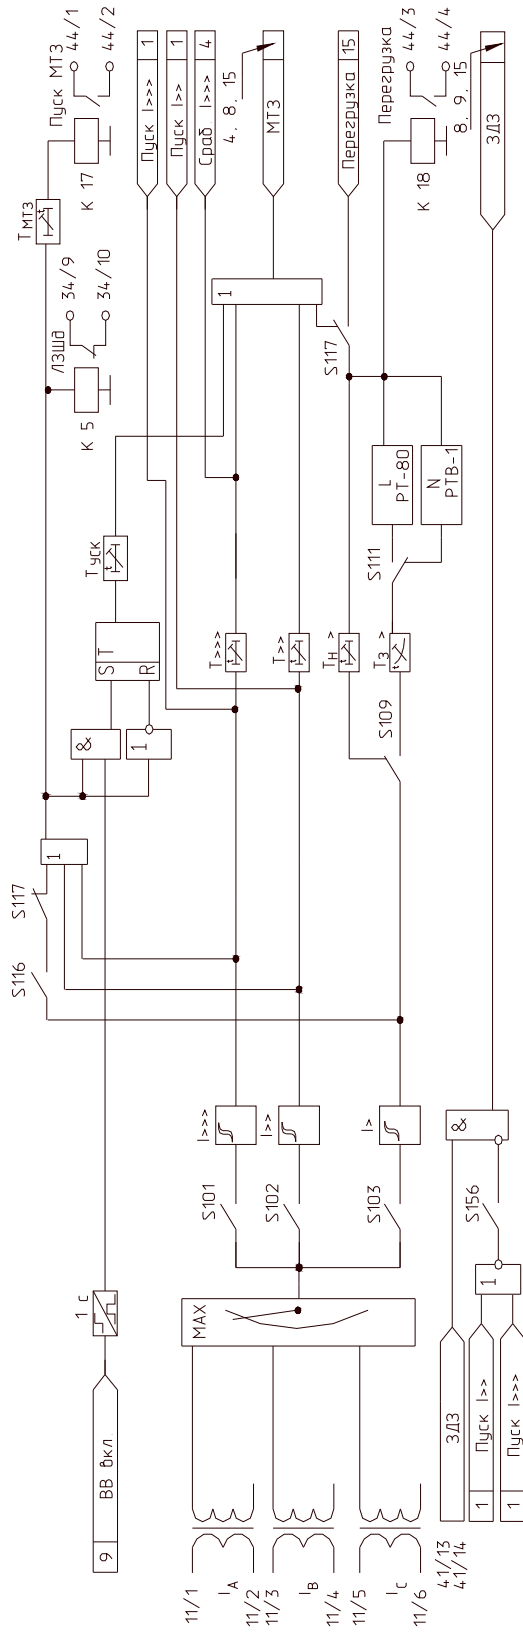 11/1
I A
11/2
11/3
I B
11/4
11/5
I C
11/6
41/13
41/14
9
ВВ вкл.
1 с
MAX
ЗДЗ
1
Пуск I>>
1
Пуск I>>>
1
S101
S102
S103
S156
I>>>
I>>
I>
&
S116
S117
1
&
1
S T
R
T уск
T>>>
T>>
Tн >
Tз >
S109
S111
L
РТ-80
N
РТВ-1
S117
1
К 5
ЛЗШд
34/9
34/10
T МТЗ
К 17
Пуск МТЗ
44/1
44/2
Пуск I>>>
1
Пуск I>>
1
Сраб. I>>>
4
МТЗ
4. 8. 15
Перегрузка
15
К 18
Перегрузка
44/3
44/4
ЗДЗ
8. 9. 15